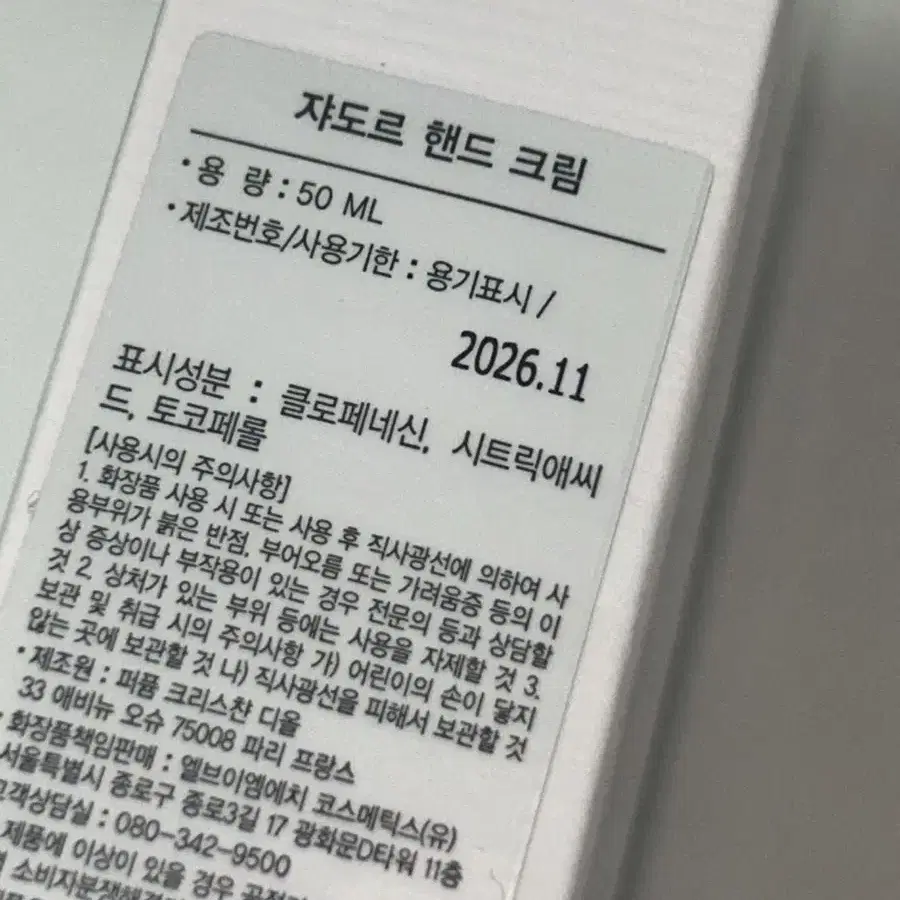 쟈도르 핸드 크림
· 용 량 : 50 ML
· 제조번호/사용기한 : 용기표시 /
2026.11
표시성분 : 클로페네신, 시트릭애씨
드, 토코페롤
[사용시의 주의사항]
1. 화장품 사용 시 또는 사용 후 직사광선에 의하여 사
용부위가 붉은 반점, 부어오름 또는 가려움증 등의 이
상 증상이나 부작용이 있는 경우 전문의 등과 상담할
것 2. 상처가 있는 부위 등에는 사용을 자제할 것 3.
보관 및 취급 시의 주의사항 가) 어린이의 손이 닿지
않는 곳에 보관할 것 나) 직사광선을 피해서 보관할 것
· 제조원 : 퍼퓸 크리스챤 디올
33 애비뉴 오슈 75008 파리 프랑스
· 화장품책임판매 : 엘브이엠에치 코스메틱스(유)
서울특별시 종로구 종로3길 17 광화문D타워 11층
고객상담실 : 080-342-9500
제품에 이상이 있을 경우
소비자분쟁해결